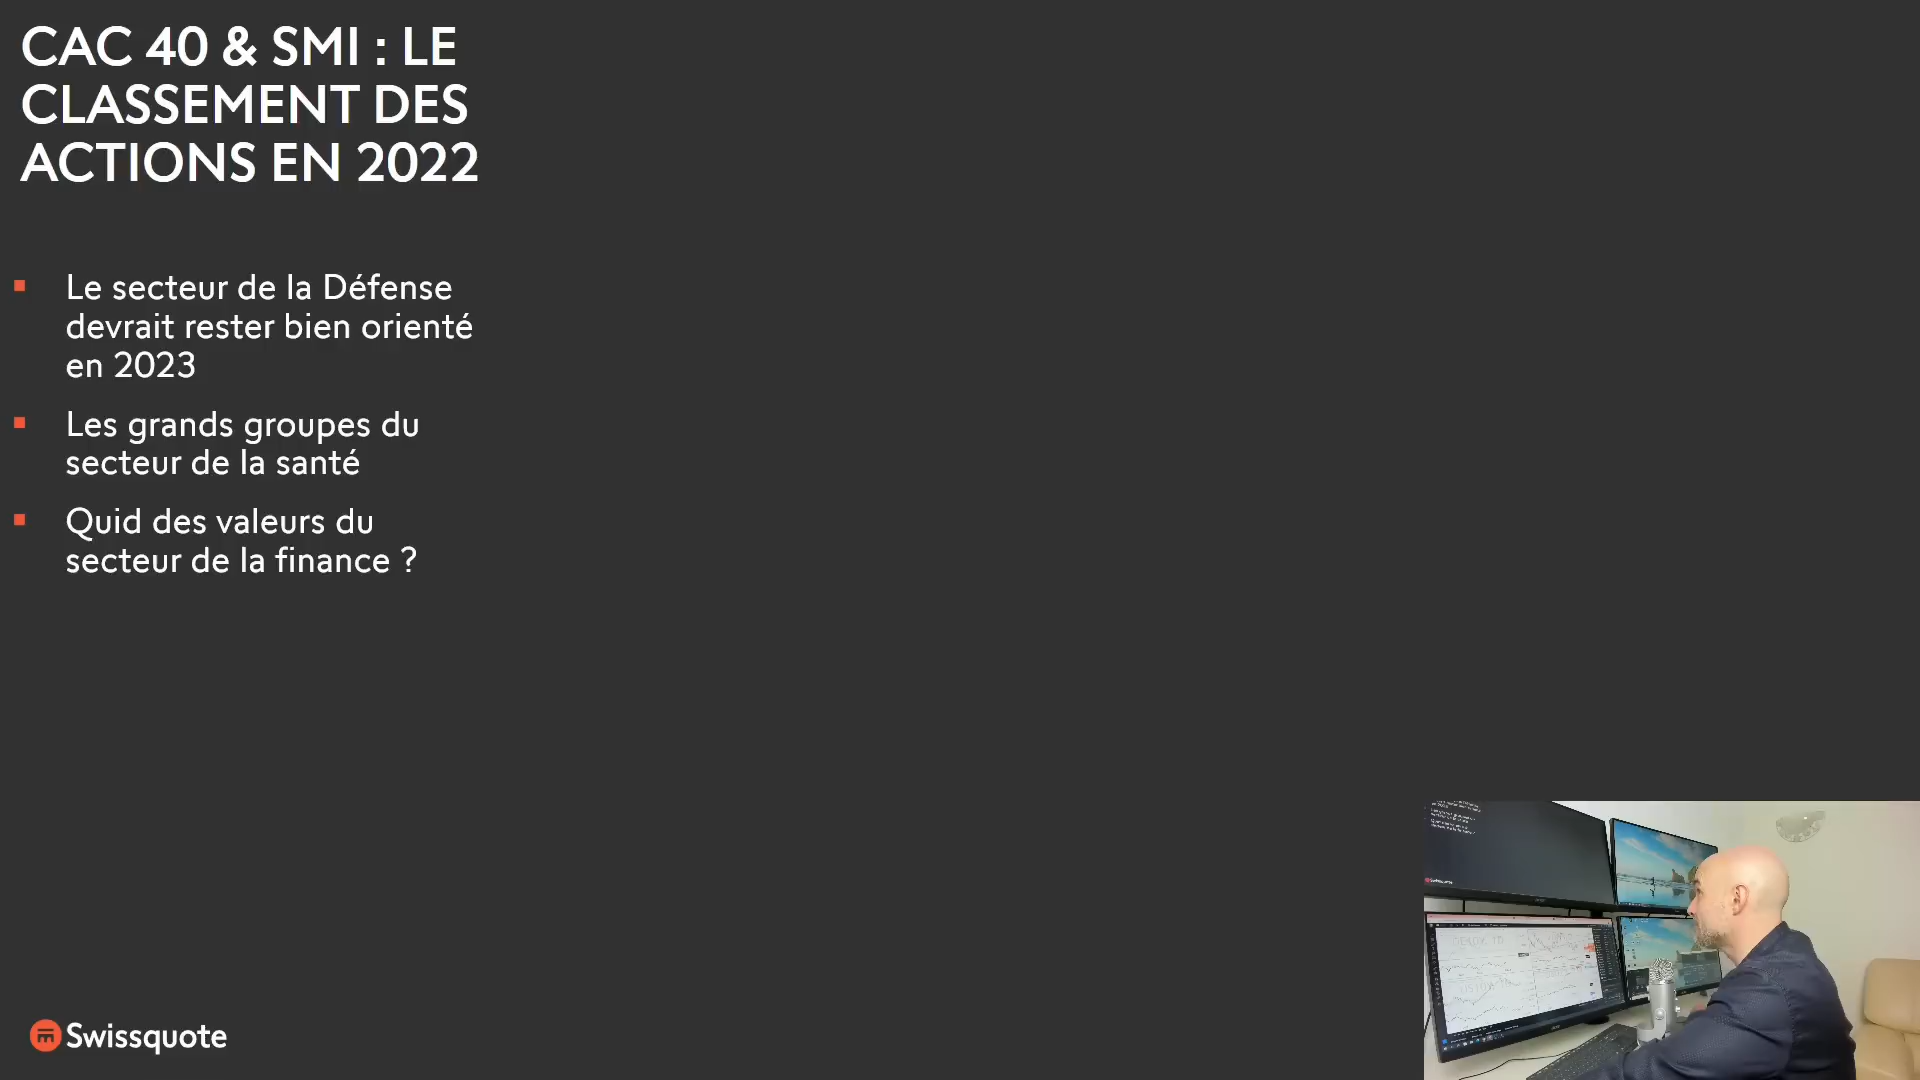 CAC 40 & SMI : LE
CLASSEMENT DES
ACTIONS EN 2022
Le secteur de la Défense
devrait rester bien orienté
en 2023
Les grands groupes du
secteur de la santé
Quid des valeurs du
secteur de la finance ?
Swissquote